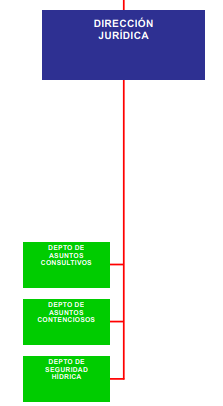 DIRECCIÓN
JURÍDICA
DEPTO DE
ASUNTOS
CONSULTIVOS
DEPTO DE
ASUNTOS
CONTENCIOSOS
DEPTO DE
SEGURIDAD
HÍDRICA